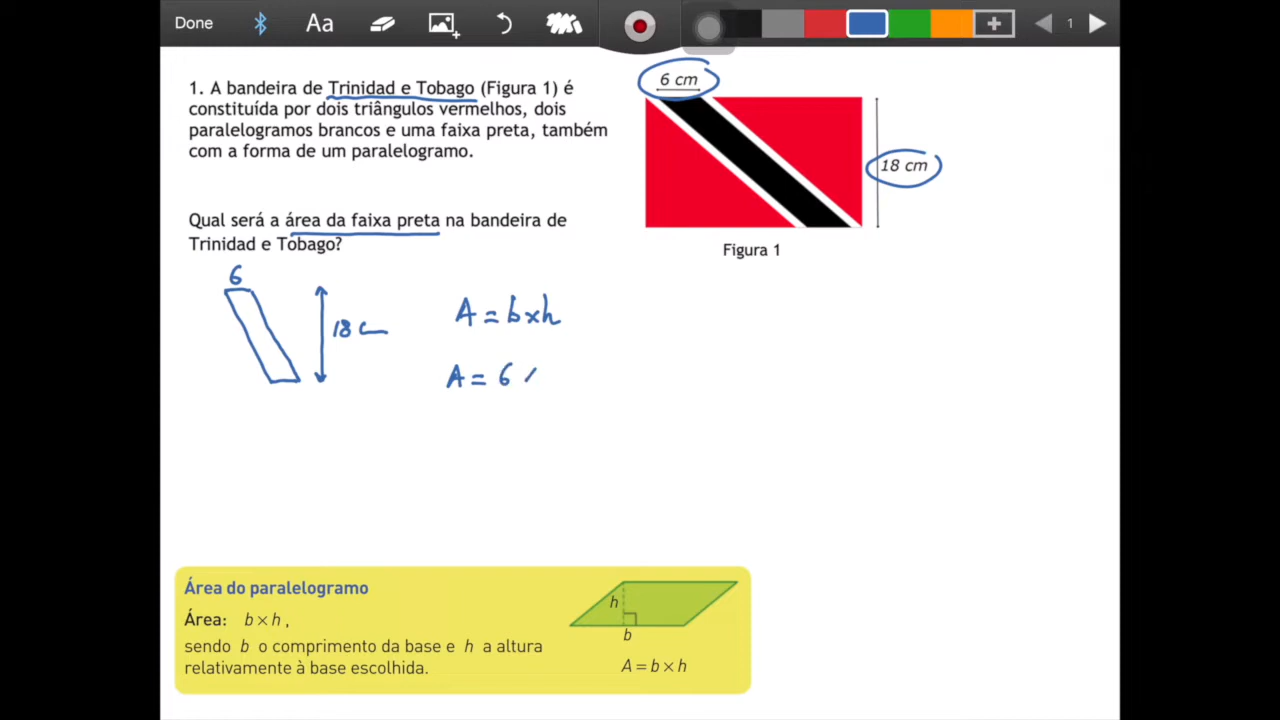 Done
Aa
1
1. A bandeira de Trinidad e Tobago (Figura 1) é
constituída por dois triângulos vermelhos, dois
paralelogramos brancos e uma faixa preta, também
com a forma de um paralelogramo.
6 cm
18 cm
Figura 1
Qual será a área da faixa preta na bandeira de
Trinidad e Tobago?
6
18 c
A = b×h
A = 6
Área do paralelogramo
Área: b × h ,
sendo b o comprimento da base e h a altura
relativamente à base escolhida.
h
b
A = b × h